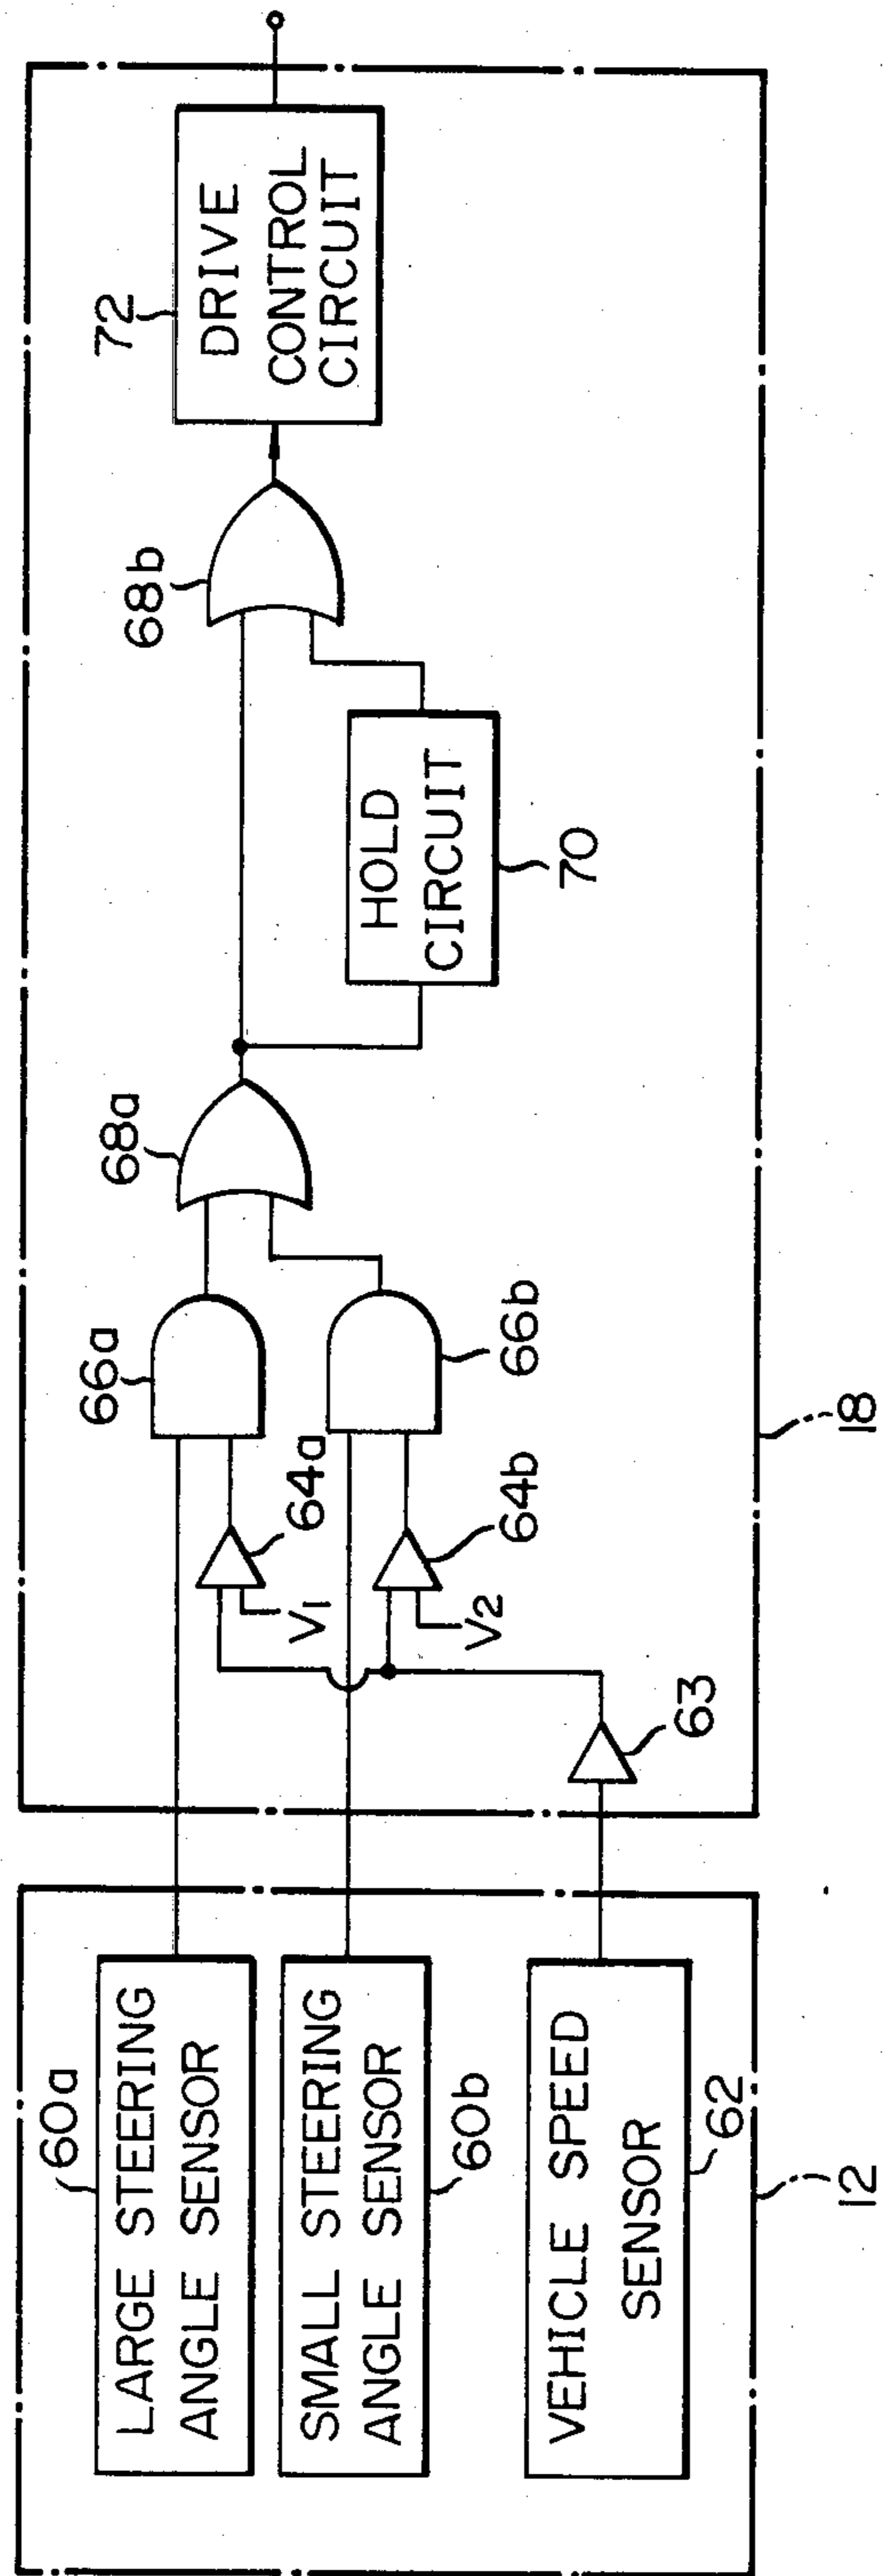 60a
LARGE STEERING
ANGLE SENSOR
SMALL STEERING
ANGLE SENSOR
60b
VEHICLE SPEED
SENSOR
62
12
63
V1
64a
V2
64b
66a
66b
68a
HOLD
CIRCUIT
70
68b
72
DRIVE
CONTROL
CIRCUIT
18